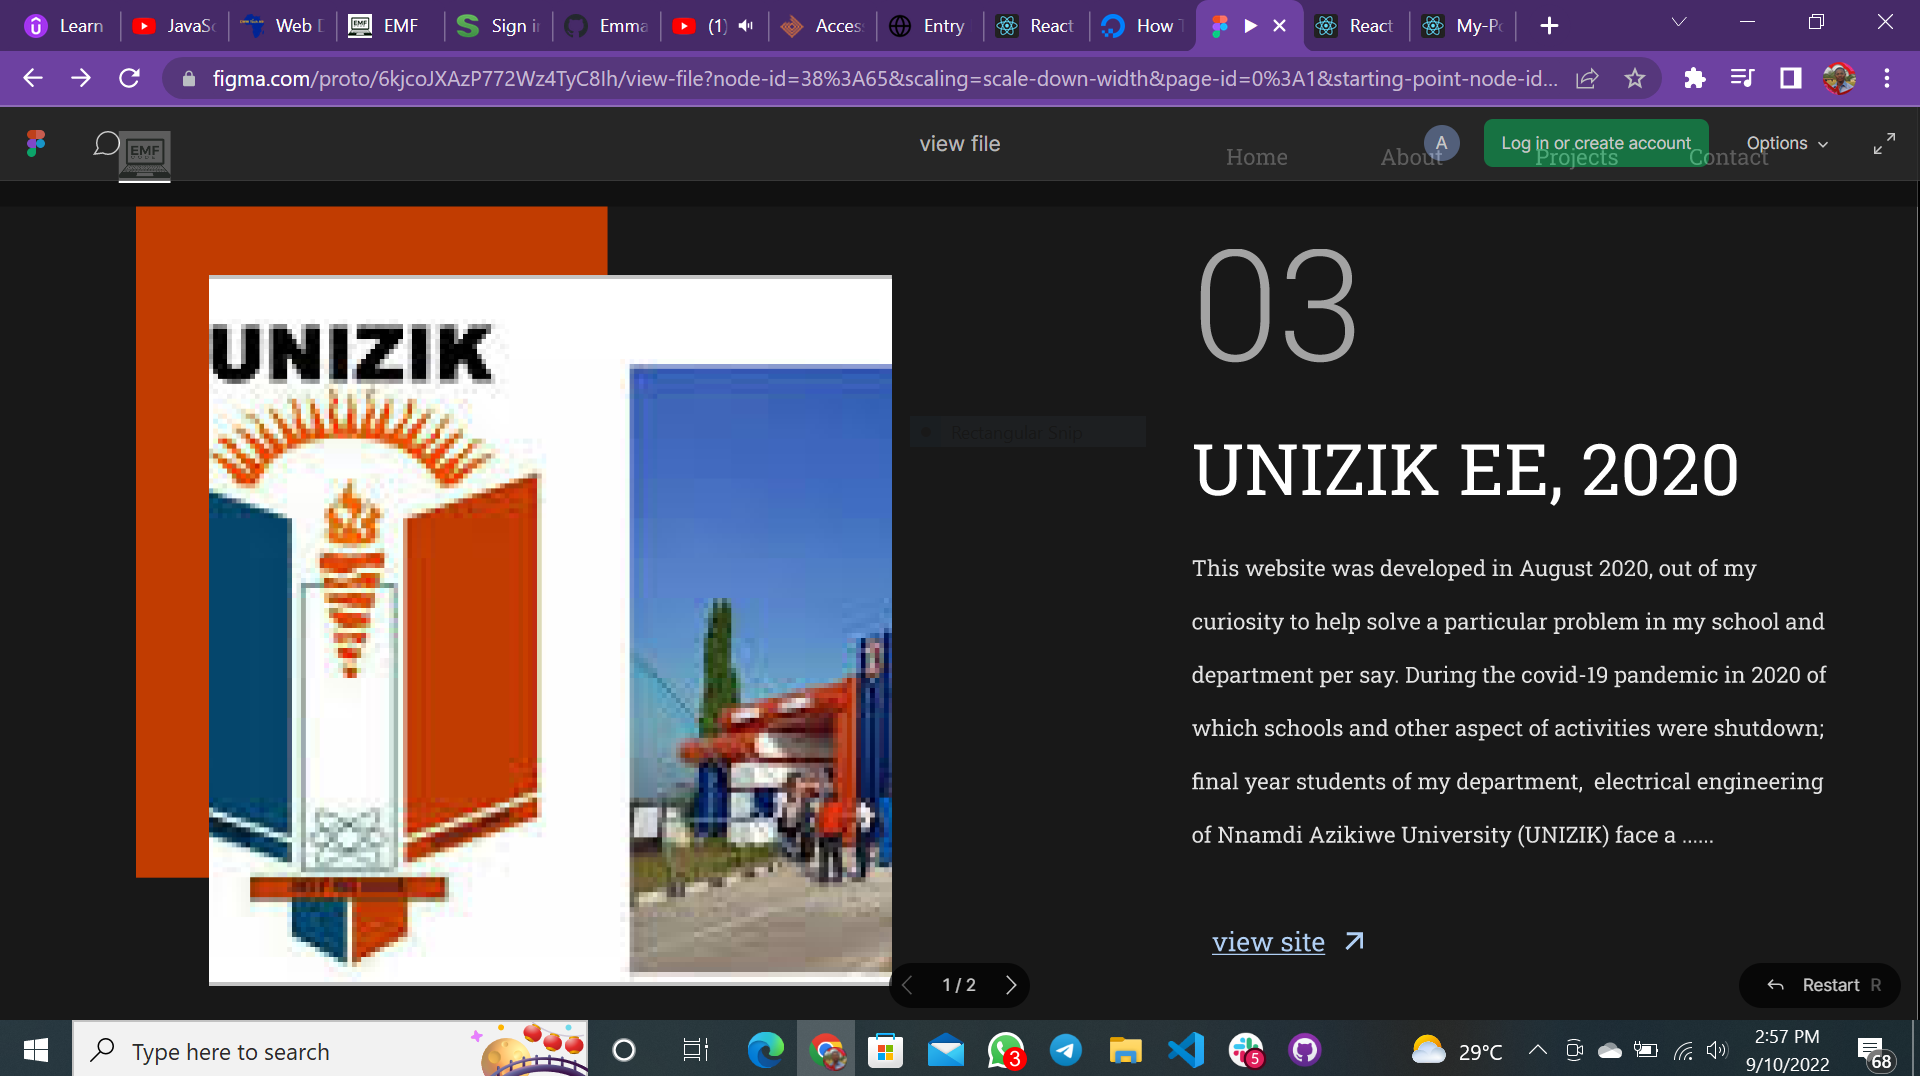 Learn
JavaSc
Web D
EMF
Sign in
Emma
(1)
Acces
Entry
React
How T
React
My-Po
figma.com/proto/6kjcoJXAzP772Wz4TyC8Ih/view-file?node-id=38%3A65&scaling=scale-down-width&page-id=0%3A1&starting-point-node-id...
EMF
view file
A
Log in or create account
Options
Home
About
Projects
Contact
03
UNIZIK
Rectangular Snip
UNIZIK EE, 2020
This website was developed in August 2020, out of my
curiosity to help solve a particular problem in my school and
department per say. During the covid-19 pandemic in 2020 of
which schools and other aspect of activities were shutdown;
final year students of my department, electrical engineering
of Nnamdi Azikiwe University (UNIZIK) face a ......
view site
1 / 2
Restart R
Type here to search
3
5
29°C
2:57 PM
9/10/2022
68